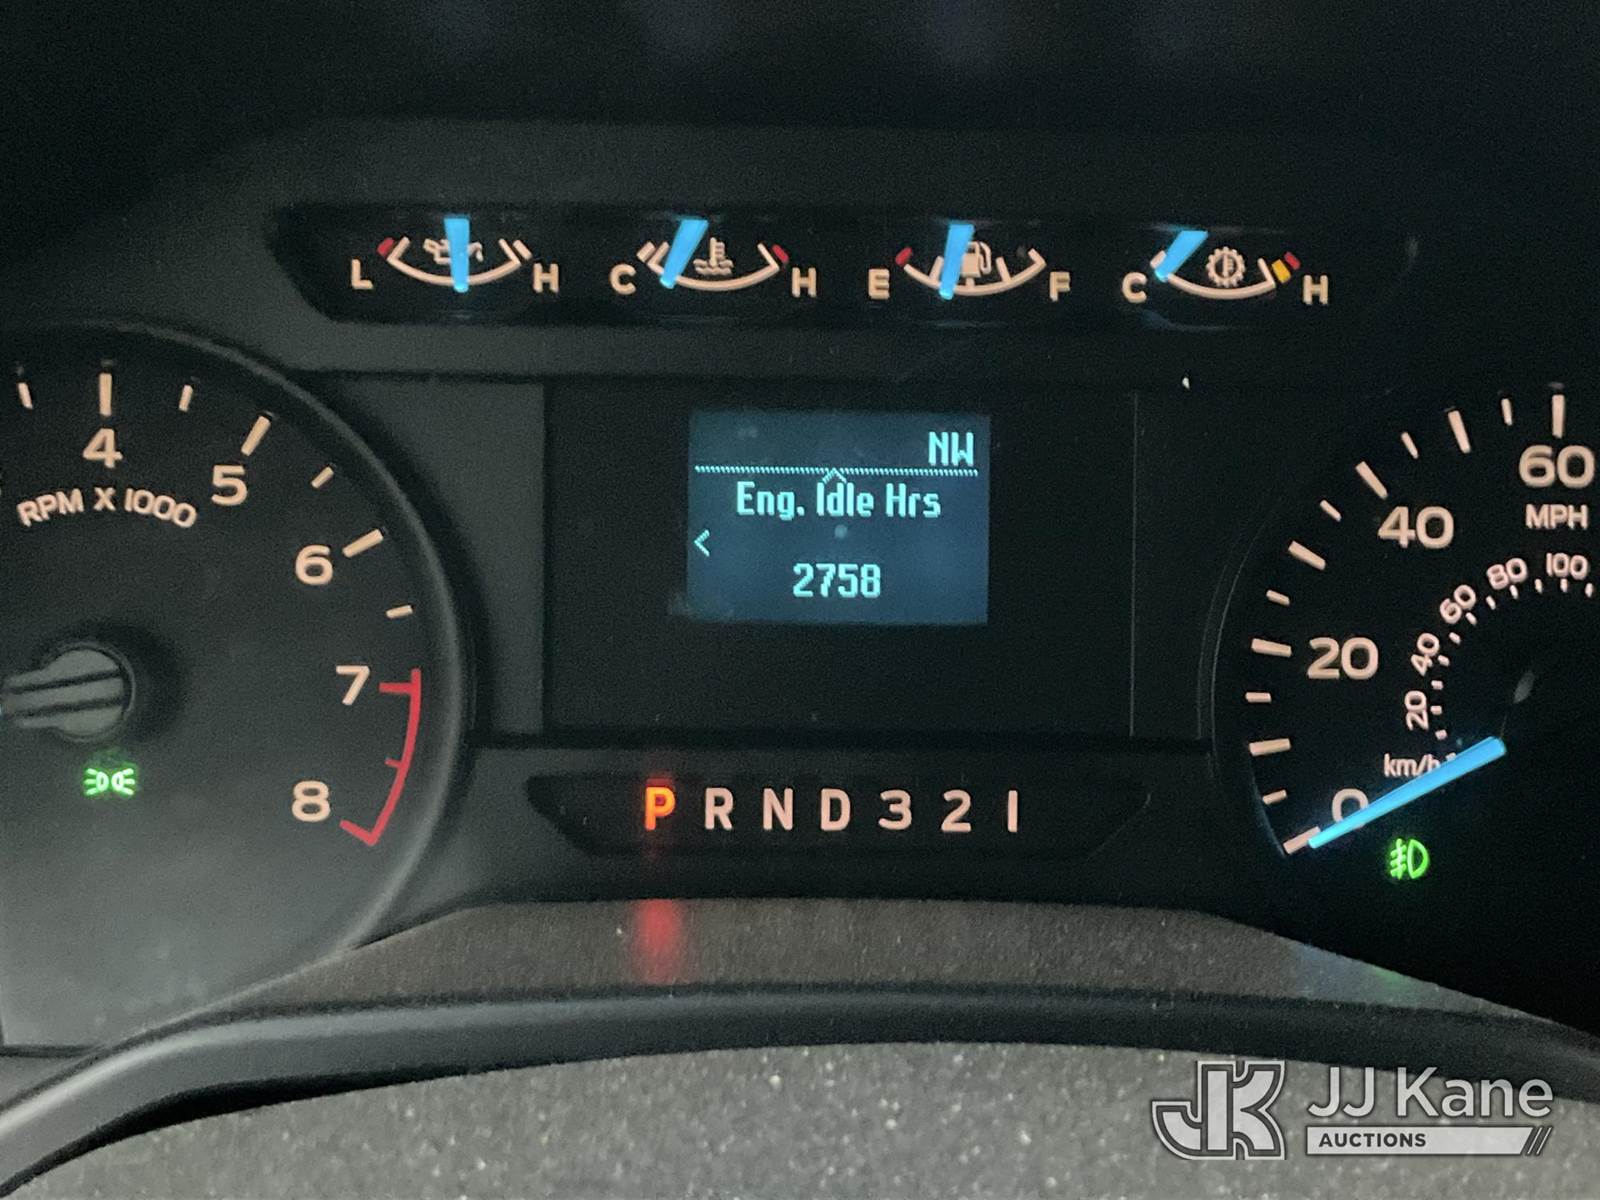 L H C H E F C H
NW
Eng. Idle Hrs
<
2758
4 5 6 7 8
RPM X 1000
20 40 60
MPH
20 40 60 80 100
km/h
0
P R N D 3 2 1
JJ Kane
AUCTIONS